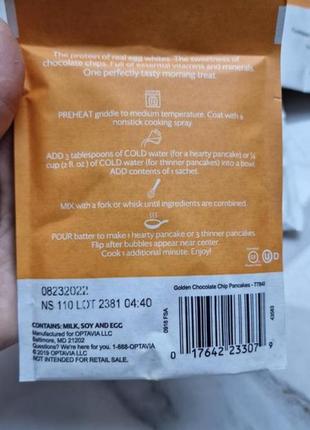 The protein of real egg whites. The sweetness of
chocolate chips. Full of essential vitamins and minerals.
One perfectly tasty morning treat.
PREHEAT griddle to medium temperature. Coat with a
nonstick cooking spray.
ADD 3 tablespoons of COLD water (for a hearty pancake) or ¼
cup (2 fl. oz.) of COLD water (for thinner pancakes) into a bowl.
ADD contents of 1 sachet.
MIX with a fork or whisk until ingredients are combined.
POUR batter to make 1 hearty pancake or 3 thinner pancakes.
Flip after bubbles appear near center.
Cook 1 additional minute. Enjoy!
GF U D
08232022
NS 110 LOT 2381 04:40
CONTAINS: MILK, SOY AND EGG
Manufactured for OPTAVIA LLC
Baltimore, MD 21202
Questions? We're here for you. 1-888-OPTAVIA
© 2019 OPTAVIA LLC
NOT INTENDED FOR RETAIL SALE.
Golden Chocolate Chip Pancakes - 77840
0918 FSA
0 17642 23307 9